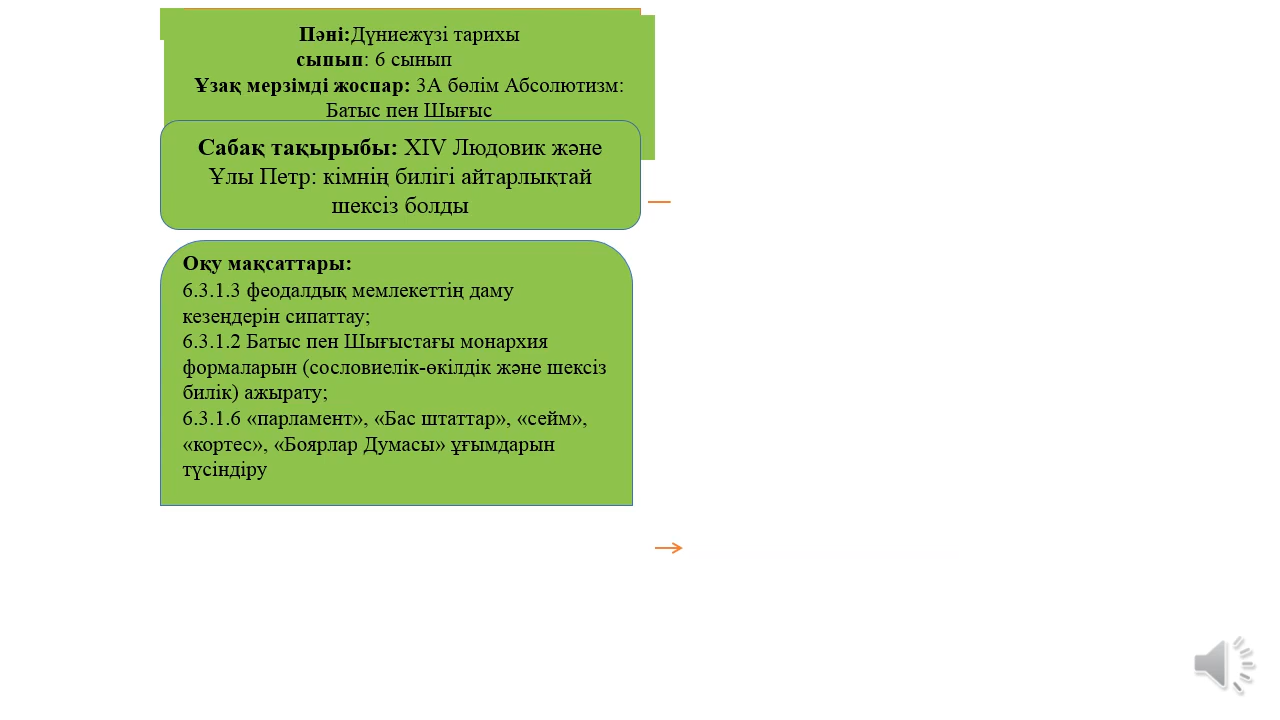 Пәні:Дүниежүзі тарихы
сыпып: 6 сынып
Ұзақ мерзімді жоспар: 3А бөлім Абсолютизм:
Батыс пен Шығыс
Сабақ тақырыбы: XIV Людовик және
Ұлы Петр: кімнің билігі айтарлықтай
шексіз болды
Оқу мақсаттары:
6.3.1.3 феодалдық мемлекеттің даму
кезеңдерін сипаттау;
6.3.1.2 Батыс пен Шығыстағы монархия
формаларын (сословиелік-өкілдік және шексіз
билік) ажырату;
6.3.1.6 «парламент», «Бас штаттар», «сейм»,
«кортес», «Боярлар Думасы» ұғымдарын
түсіндіру